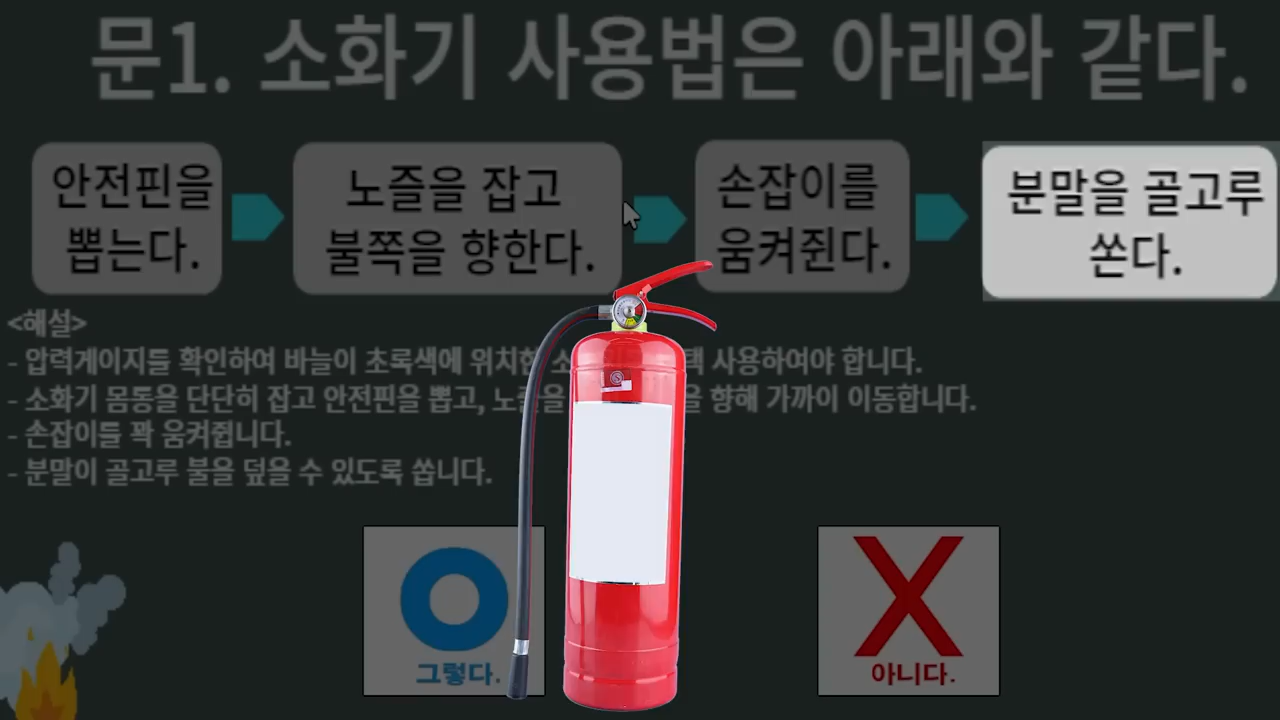 문1. 소화기 사용법은 아래와 같다.
안전핀을
뽑는다.
노즐을 잡고
불쪽을 향한다.
손잡이를
움켜쥔다.
분말을 골고루
쏜다.
<해설>
- 압력게이지를 확인하여 바늘이 초록색에 위치한 소 택 사용하여야 합니다.
- 소화기 몸통을 단단히 잡고 안전핀을 뽑고, 노즐을 을 향해 가까이 이동합니다.
- 손잡이를 꽉 움켜쥡니다.
- 분말이 골고루 불을 덮을 수 있도록 쏩니다.
그렇다.
X
아니다.